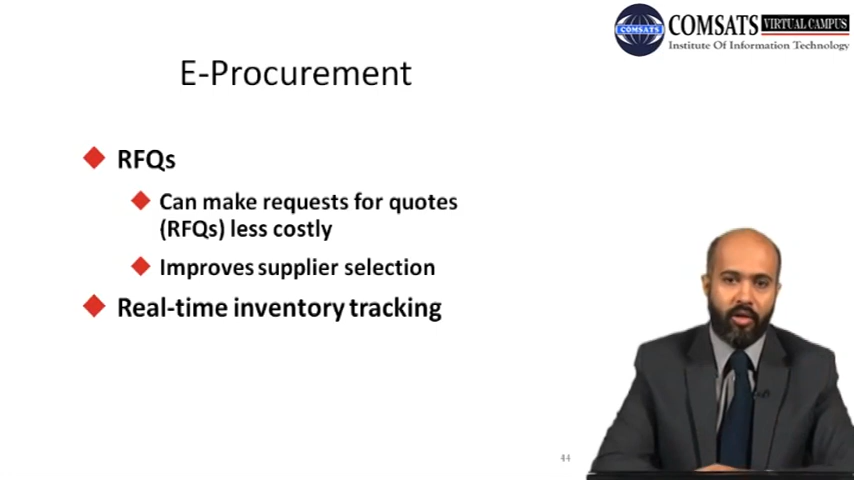 COMSATS VIRTUAL CAMPUS
COMSATS Institute Of Information Technology
E-Procurement
RFQs
Can make requests for quotes
(RFQs) less costly
Improves supplier selection
Real-time inventory tracking
44